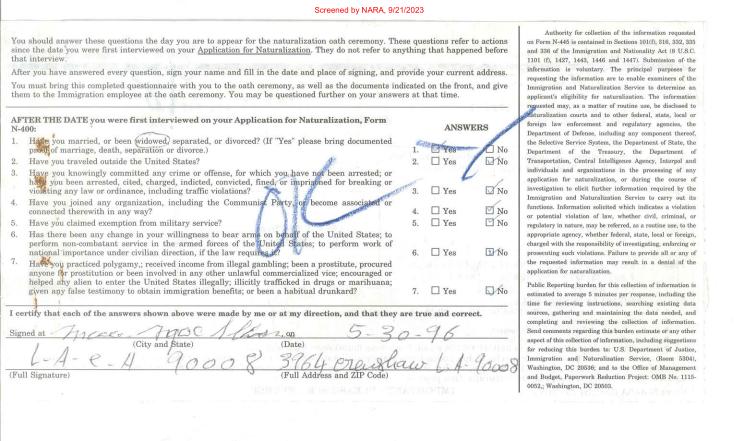 Screened by NARA, 9/21/2023
You should answer these questions the day you are to appear for the naturalization oath ceremony. These questions refer to actions
since the date you were first interviewed on your Application for Naturalization. They do not refer to anything that happened before
that interview.
After you have answered every question, sign your name and fill in the date and place of signing, and provide your current address.
You must bring this completed questionnaire with you to the oath ceremony, as well as the documents indicated on the front, and give
them to the Immigration employee at the oath ceremony. You may be questioned further on your answers at that time.
AFTER THE DATE you were first interviewed on your Application for Naturalization, Form
N-400:
ANSWERS
1. Have you married, or been widowed, separated, or divorced? (If "Yes" please bring documented
proof of marriage, death, separation or divorce.)
1. Yes No
2. Have you traveled outside the United States?
2. Yes No
3. Have you knowingly committed any crime or offense, for which you have not been arrested; or
have you been arrested, cited, charged, indicted, convicted, fined, or imprisoned for breaking or
violating any law or ordinance, including traffic violations?
3. Yes No
4. Have you joined any organization, including the Communist Party, or become associated or
connected therewith in any way?
4. Yes No
5. Have you claimed exemption from military service?
5. Yes No
6. Has there been any change in your willingness to bear arms on behalf of the United States; to
perform non-combatant service in the armed forces of the United States; to perform work of
national importance under civilian direction, if the law requires it?
6. Yes No
7. Have you practiced polygamy,; received income from illegal gambling; been a prostitute, procured
anyone for prostitution or been involved in any other unlawful commercialized vice; encouraged or
helped any alien to enter the United States illegally; illicitly trafficked in drugs or marihuana;
given any false testimony to obtain immigration benefits; or been a habitual drunkard?
7. Yes No
OK
I certify that each of the answers shown above were made by me or at my direction, and that they are true and correct.
Signed at on 5-30-96
(City and State) (Date)
L-A-C-A 90008 3964 Crenshaw L.A-90008
(Full Signature) (Full Address and ZIP Code)
Authority for collection of the information requested
on Form N-445 is contained in Sections 101(f), 316, 332, 335
and 336 of the Immigration and Nationality Act (8 U.S.C.
1101 (f), 1427, 1443, 1446 and 1447). Submission of the
information is voluntary. The principal purposes for
requesting the information are to enable examiners of the
Immigration and Naturalization Service to determine an
applicant's eligibility for naturalization. The information
requested may, as a matter of routine use, be disclosed to
naturalization courts and to other federal, state, local or
foreign law enforcement and regulatory agencies, the
Department of Defense, including any component thereof,
the Selective Service System, the Department of State, the
Department of the Treasury, the Department of
Transportation, Central Intelligence Agency, Interpol and
individuals and organizations in the processing of any
application for naturalization, or during the course of
investigation to elicit further information required by the
Immigration and Naturalization Service to carry out its
functions. Information solicited which indicates a violation
or potential violation of law, whether civil, criminal, or
regulatory in nature, may be referred, as a routine use, to the
appropriate agency, whether federal, state, local or foreign,
charged with the responsibility of investigating, enforcing or
prosecuting such violations. Failure to provide all or any of
the requested information may result in a denial of the
application for naturalization.
Public Reporting burden for this collection of information is
estimated to average 5 minutes per response, including the
time for reviewing instructions, searching existing data
sources, gathering and maintaining the data needed, and
completing and reviewing the collection of information.
Send comments regarding this burden estimate or any other
aspect of this collection of information, including suggestions
for reducing this burden to: U.S. Department of Justice,
Immigration and Naturalization Service, (Room 5304),
Washington, DC 20536; and to the Office of Management
and Budget, Paperwork Reduction Project: OMB No. 1115-
0052,; Washington, DC 20503.